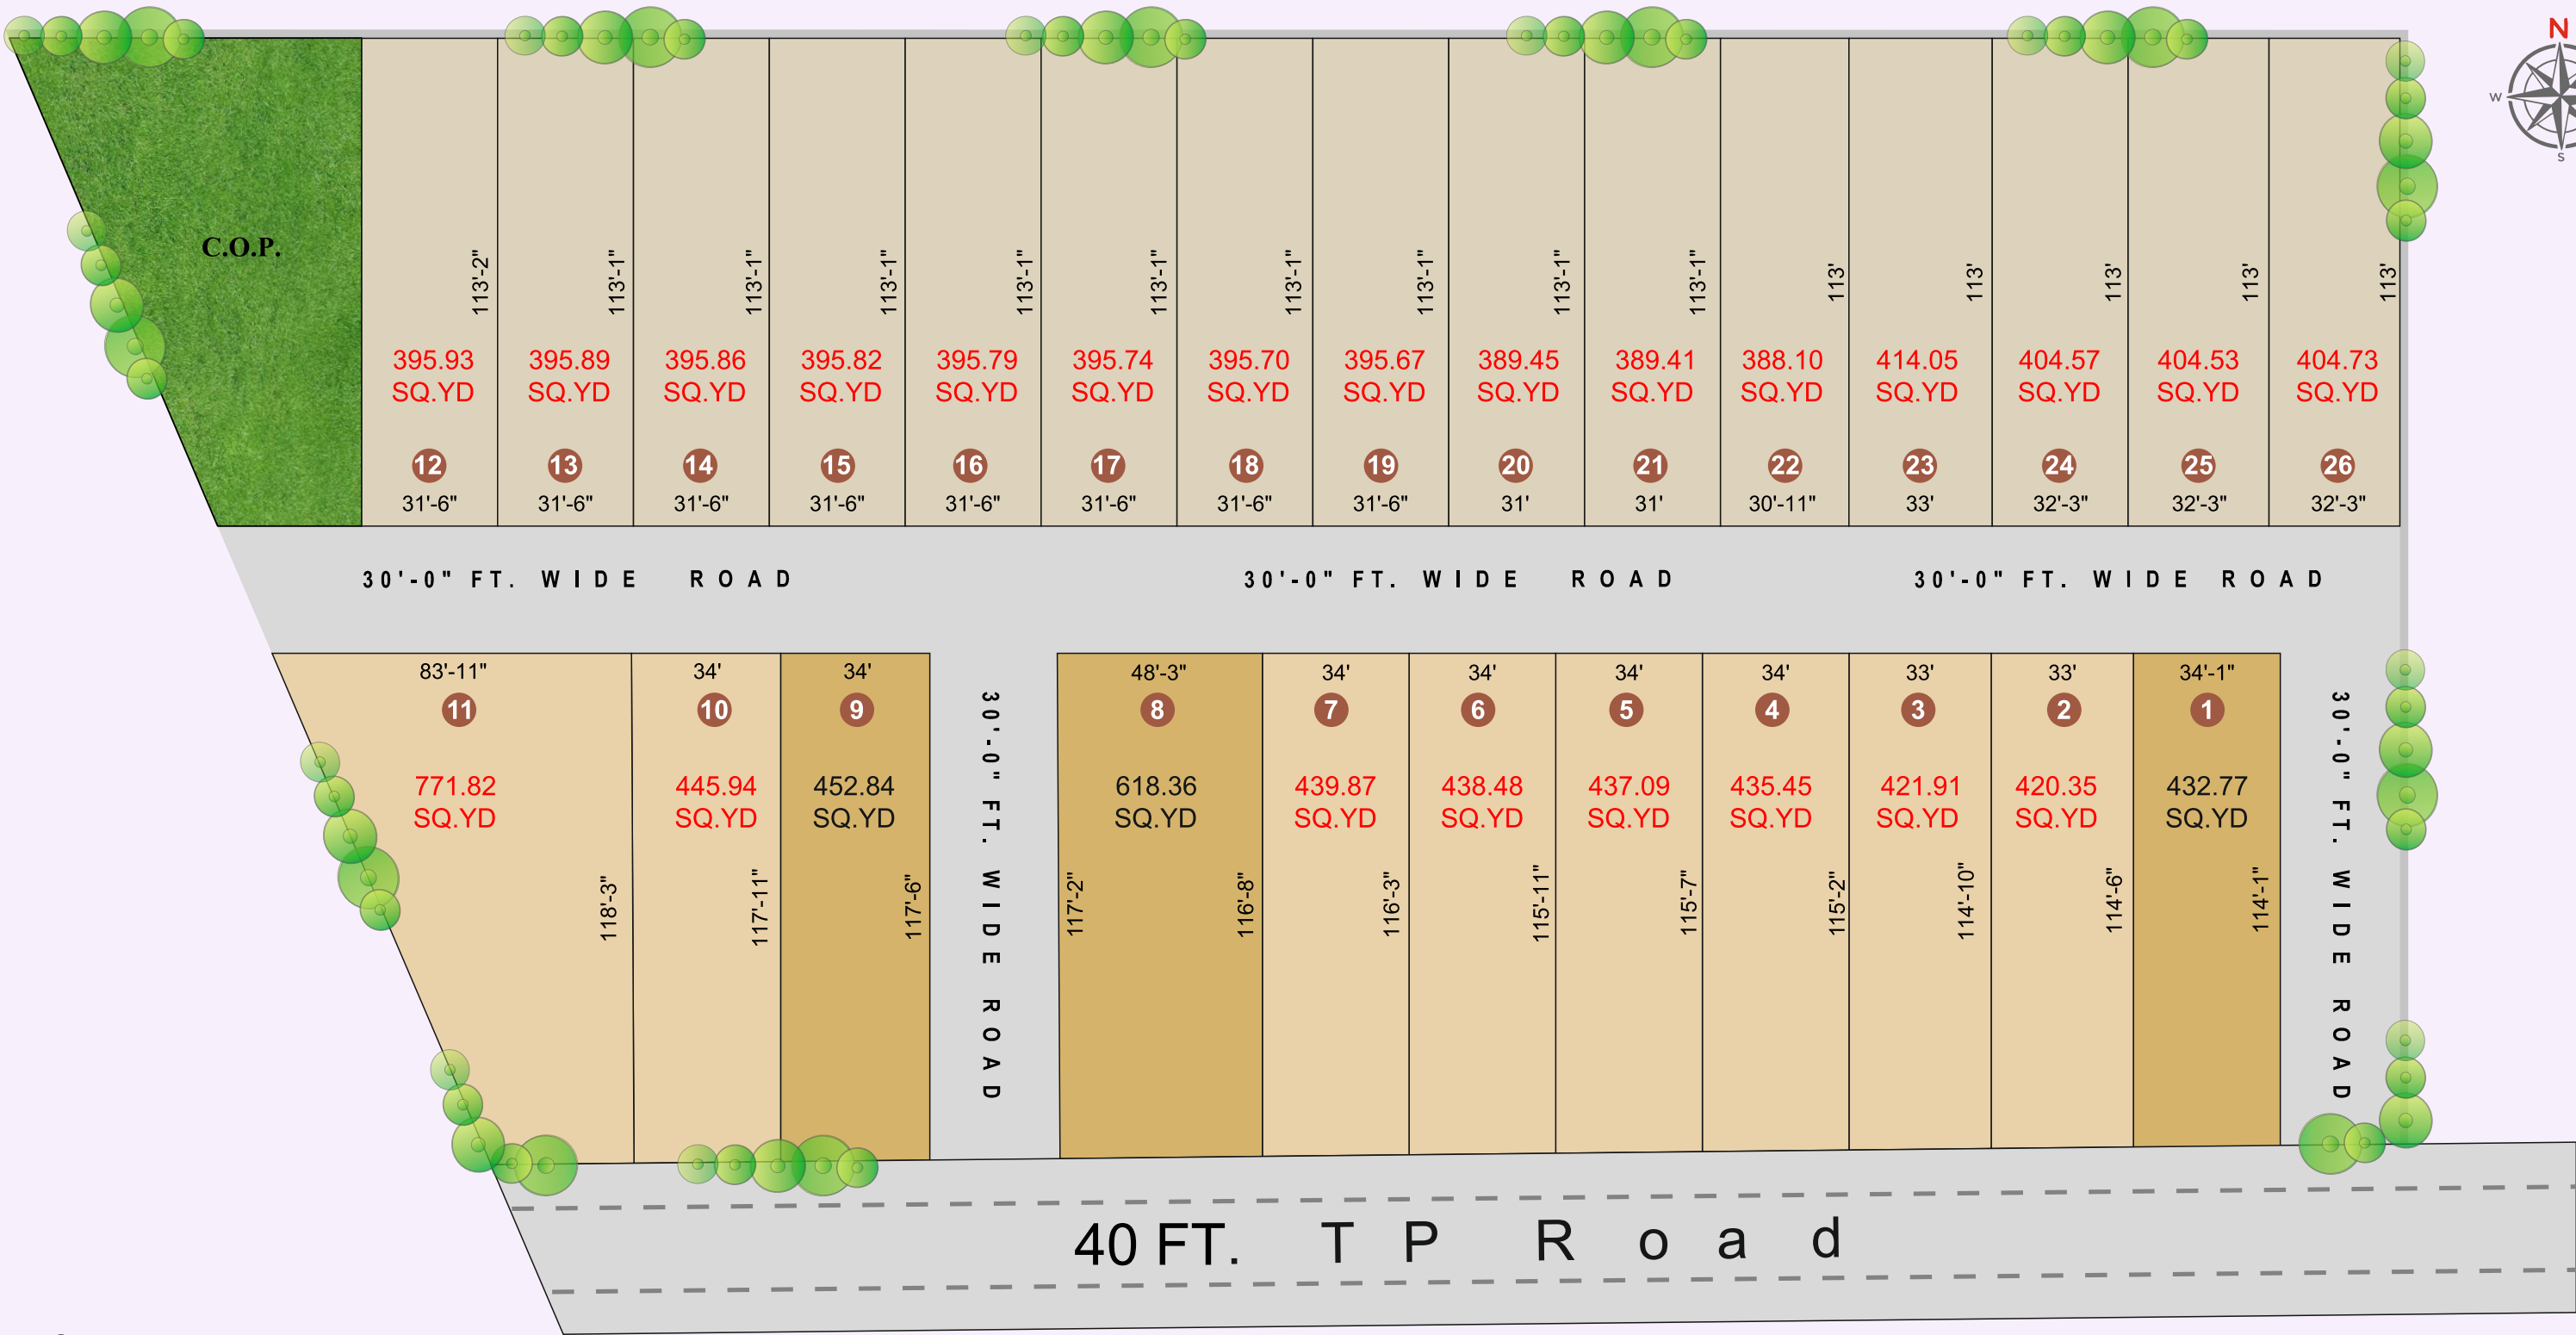 N
W
S
C.O.P.
113'-2"
113'-1"
113'-1"
113'-1"
113'-1"
113'-1"
113'-1"
113'-1"
113'-1"
113'-1"
113'
113'
113'
113'
113'
395.93 SQ.YD
395.89 SQ.YD
395.86 SQ.YD
395.82 SQ.YD
395.79 SQ.YD
395.74 SQ.YD
395.70 SQ.YD
395.67 SQ.YD
389.45 SQ.YD
389.41 SQ.YD
388.10 SQ.YD
414.05 SQ.YD
404.57 SQ.YD
404.53 SQ.YD
404.73 SQ.YD
12 13 14 15 16 17 18 19 20 21 22 23 24 25 26
31'-6" 31'-6" 31'-6" 31'-6" 31'-6" 31'-6" 31'-6" 31'-6" 31' 31' 30'-11" 33' 32'-3" 32'-3" 32'-3"
30'-0" FT. WIDE ROAD
30'-0" FT. WIDE ROAD
30'-0" FT. WIDE ROAD
83'-11" 34' 34' 48'-3" 34' 34' 34' 34' 33' 33' 34'-1"
11 10 9 8 7 6 5 4 3 2 1
771.82 SQ.YD
445.94 SQ.YD
452.84 SQ.YD
618.36 SQ.YD
439.87 SQ.YD
438.48 SQ.YD
437.09 SQ.YD
435.45 SQ.YD
421.91 SQ.YD
420.35 SQ.YD
432.77 SQ.YD
118'-3"
117'-11"
117'-6"
30'-0" FT. WIDE ROAD
117'-2"
116'-8"
116'-3"
115'-11"
115'-7"
115'-2"
114'-10"
114'-6"
114'-1"
30'-0" FT. WIDE ROAD
40 FT. TP Road